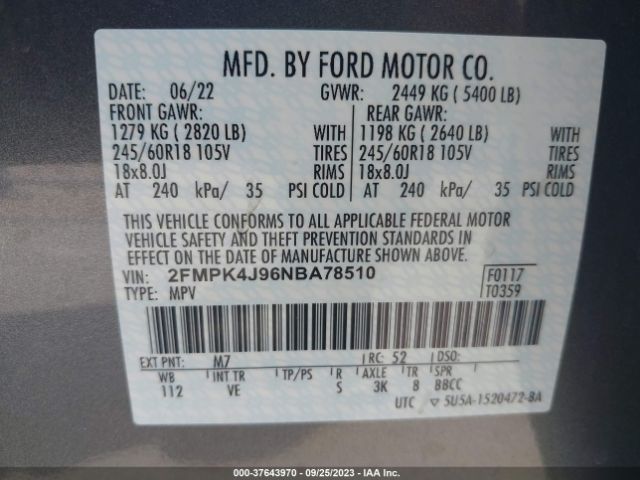 MFD. BY FORD MOTOR CO.
DATE: 06/22 GVWR: 2449 KG ( 5400 LB)
FRONT GAWR: REAR GAWR:
1279 KG ( 2820 LB) WITH 1198 KG ( 2640 LB) WITH
245/60R18 105V TIRES 245/60R18 105V TIRES
18x8.0J RIMS 18x8.0J RIMS
AT 240 kPa/ 35 PSI COLD AT 240 kPa/ 35 PSI COLD
THIS VEHICLE CONFORMS TO ALL APPLICABLE FEDERAL MOTOR
VEHICLE SAFETY AND THEFT PREVENTION STANDARDS IN
EFFECT ON THE DATE OF MANUFACTURE SHOWN ABOVE.
VIN: 2FMPK4J96NBA78510 F0117
TYPE: MPV T0359
EXT PNT: M7 RC: 52 DSO:
WB INT TR TP/PS R AXLE TR SPR
112 VE S 3K 8 BBCC
UTC ▽ 5U5A-1520472-BA
000-37643970 - 09/25/2023 - IAA Inc.